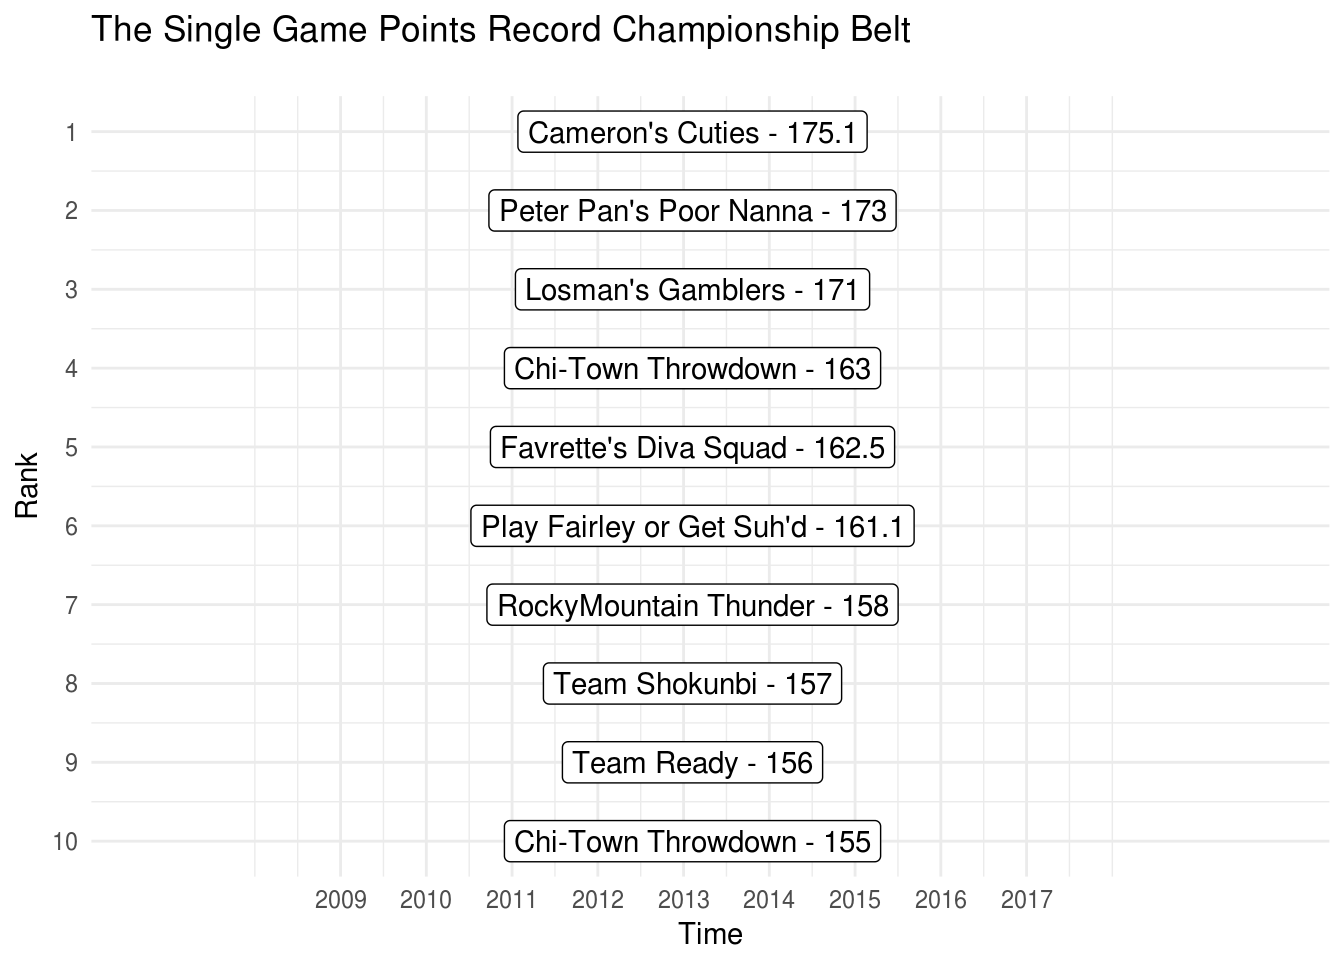 The Single Game Points Record Championship Belt
1
Cameron's Cuties - 175.1
2
Peter Pan's Poor Nanna - 173
3
Losman's Gamblers - 171
4
Chi-Town Throwdown - 163
5
Favrette's Diva Squad - 162.5
Rank
6
Play Fairley or Get Suh'd - 161.1
7
RockyMountain Thunder - 158
8
Team Shokunbi - 157
9
Team Ready - 156
10
Chi-Town Throwdown - 155
2009 2010 2011 2012 2013 2014 2015 2016 2017
Time